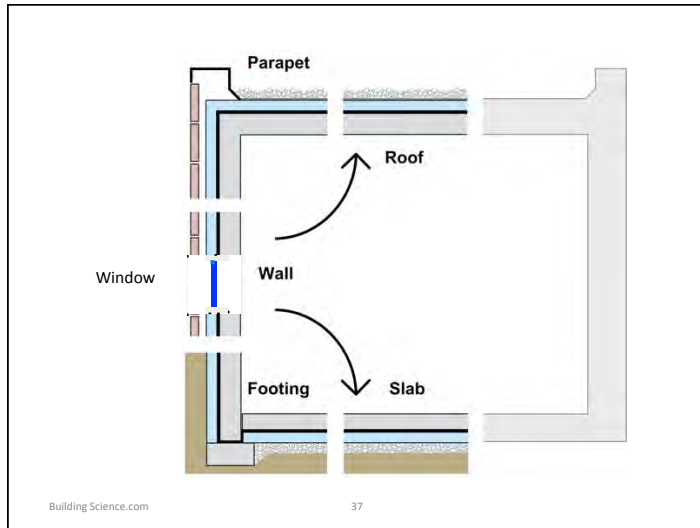 Parapet
Roof
Window
Wall
Footing
Slab
Building Science.com
37